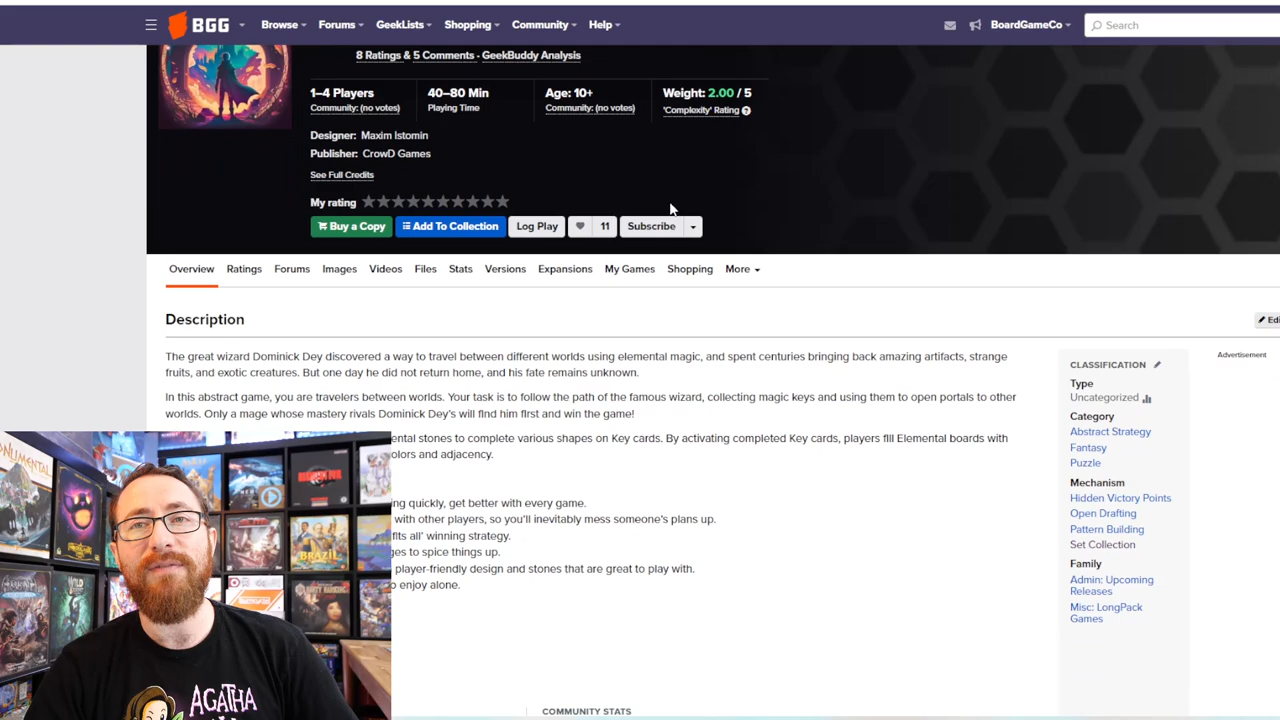 BGG Browse Forums GeekLists Shopping Community Help BoardGameCo Search
8 Ratings & 5 Comments · GeekBuddy Analysis
1–4 Players 40–80 Min Age: 10+ Weight: 2.00 / 5
Community: (no votes) Playing Time Community: (no votes) 'Complexity' Rating ?
Designer: Maxim Istomin
Publisher: CrowD Games
See Full Credits
My rating
Buy a Copy Add To Collection Log Play 11 Subscribe
Overview Ratings Forums Images Videos Files Stats Versions Expansions My Games Shopping More
Description
Edi
The great wizard Dominick Dey discovered a way to travel between different worlds using elemental magic, and spent centuries bringing back amazing artifacts, strange
fruits, and exotic creatures. But one day he did not return home, and his fate remains unknown.
In this abstract game, you are travelers between worlds. Your task is to follow the path of the famous wizard, collecting magic keys and using them to open portals to other
worlds. Only a mage whose mastery rivals Dominick Dey's will find him first and win the game!
ental stones to complete various shapes on Key cards. By activating completed Key cards, players fill Elemental boards with
olors and adjacency.
ing quickly, get better with every game.
with other players, so you'll inevitably mess someone's plans up.
fits all' winning strategy.
ges to spice things up.
player-friendly design and stones that are great to play with.
o enjoy alone.
COMMUNITY STATS
CLASSIFICATION
Type
Uncategorized
Category
Abstract Strategy
Fantasy
Puzzle
Mechanism
Hidden Victory Points
Open Drafting
Pattern Building
Set Collection
Family
Admin: Upcoming
Releases
Misc: LongPack
Games
Advertisement
BRAZIL
AGATHA